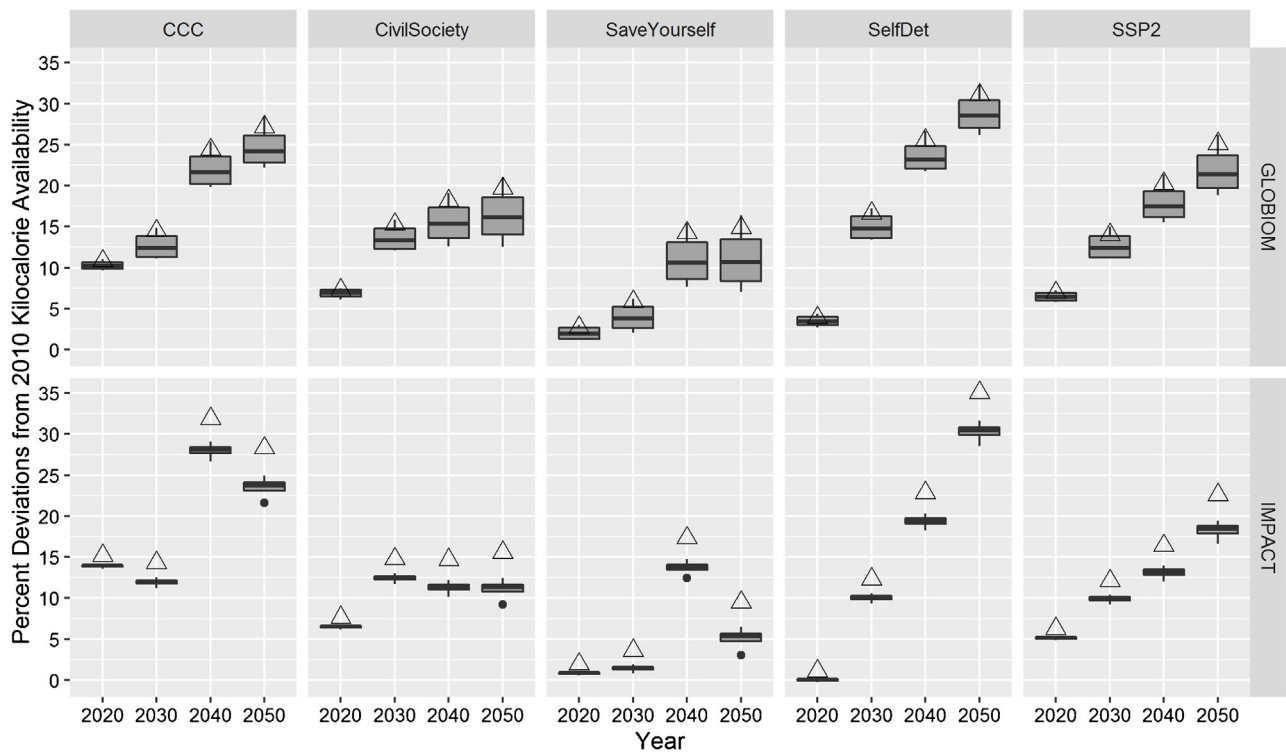 CCC CivilSociety SaveYourself SelfDet SSP2
Percent Deviations from 2010 Kilocalorie Availability
35
30
25
20
15
10
5
0
GLOBIOM
35
30
25
20
15
10
5
0
IMPACT
2020 2030 2040 2050 2020 2030 2040 2050 2020 2030 2040 2050 2020 2030 2040 2050 2020 2030 2040 2050
Year